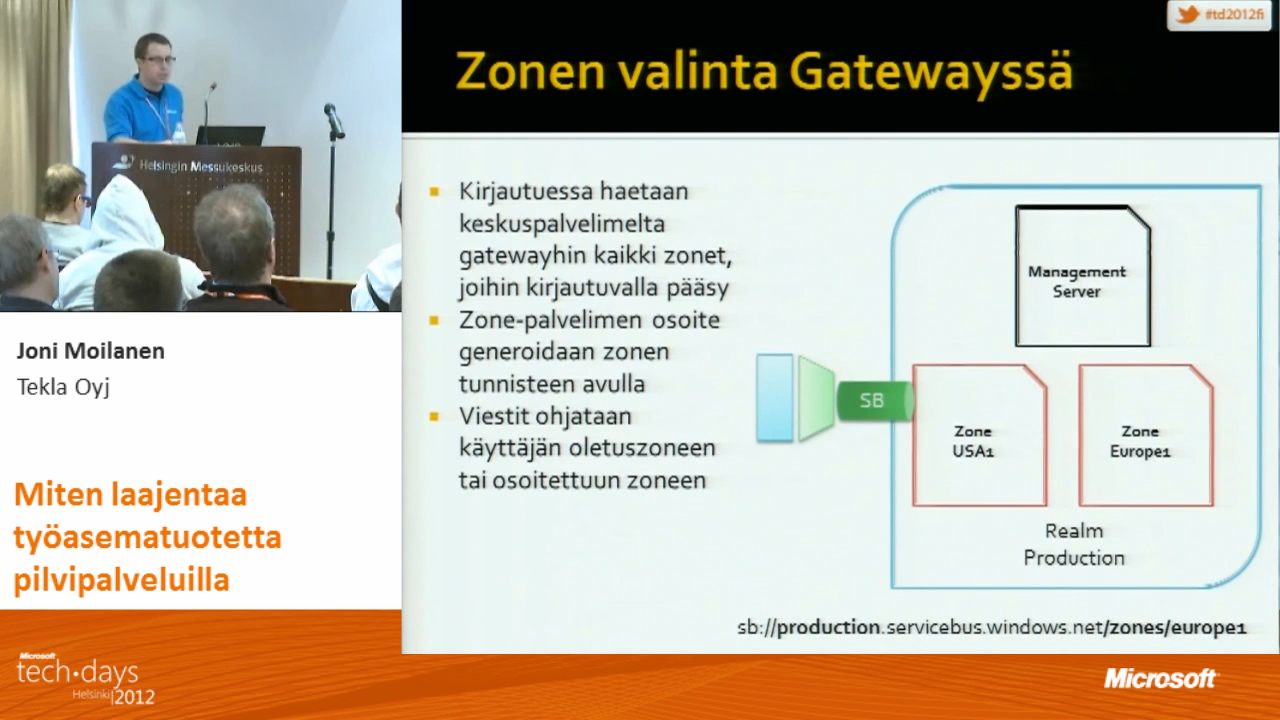 #td2012fi
Zonen valinta Gatewayssä
Helsingin Messukeskus
Kirjautuessa haetaan
keskuspalvelimelta
gatewayhin kaikki zonet,
joihin kirjautuvalla pääsy
Zone-palvelimen osoite
generoidaan zonen
tunnisteen avulla
Viestit ohjataan
käyttäjän oletuszoneen
tai osoitettuun zoneen
Management
Server
SB
Zone
USA1
Zone
Europe1
Realm
Production
sb://production.servicebus.windows.net/zones/europe1
Joni Moilanen
Tekla Oyj
Miten laajentaa
työasematuotetta
pilvipalveluilla
Microsoft
tech·days
Helsinki|2012
Microsoft